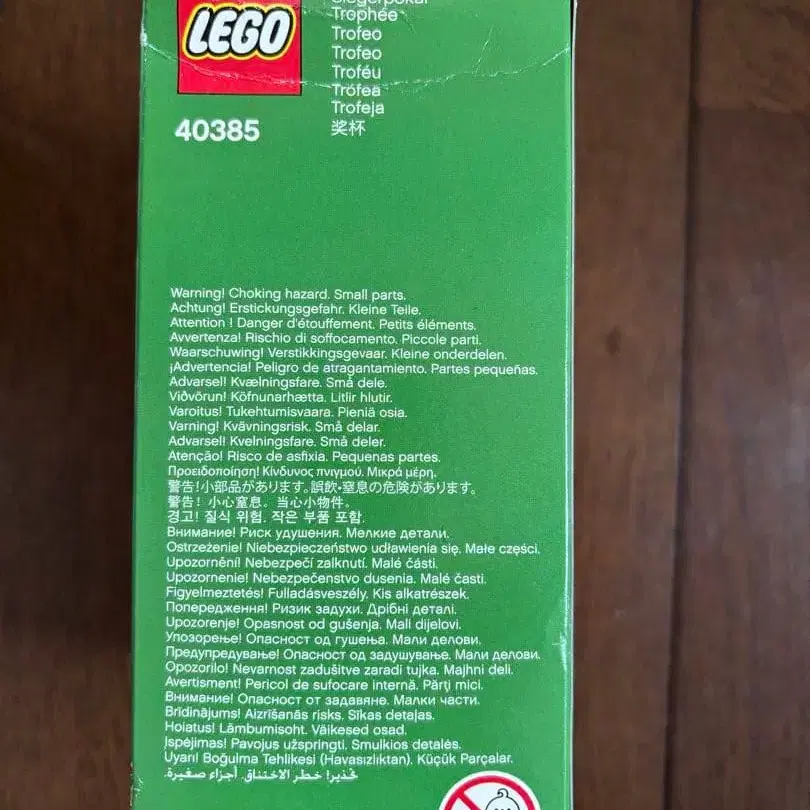 LEGO
Siegerpokal
Trophée
Trofeo
Trofeo
Troféu
Trófea
Trofeja
奖杯
40385
Warning! Choking hazard. Small parts.
Achtung! Erstickungsgefahr. Kleine Teile.
Attention ! Danger d'étouffement. Petits éléments.
Avvertenza! Rischio di soffocamento. Piccole parti.
Waarschuwing! Verstikkingsgevaar. Kleine onderdelen.
¡Advertencia! Peligro de atragantamiento. Partes pequeñas.
Advarsel! Kvælningsfare. Små dele.
Viðvörun! Köfnunarhætta. Litlir hlutir.
Varoitus! Tukehtumisvaara. Pieniä osia.
Varning! Kvävningsrisk. Små delar.
Advarsel! Kvelningsfare. Små deler.
Atenção! Risco de asfixia. Pequenas partes.
Προειδοποίηση! Κίνδυνος πνιγμού. Μικρά μέρη.
警告!小部品があります。誤飲・窒息の危険があります。
警告! 小心窒息。当心小物件。
경고! 질식 위험. 작은 부품 포함.
Внимание! Риск удушения. Мелкие детали.
Ostrzeżenie! Niebezpieczeństwo udławienia się. Małe części.
Upozornění! Nebezpečí zalknutí. Malé části.
Upozornenie! Nebezpečenstvo dusenia. Malé časti.
Figyelmeztetés! Fulladásveszély. Kis alkatrészek.
Попередження! Ризик задухи. Дрібні деталі.
Upozorenje! Opasnost od gušenja. Mali dijelovi.
Упозорење! Опасност од гушења. Мали делови.
Предупредување! Опасност од задушување. Мали делови.
Opozorilo! Nevarnost zadušitve zaradi tujka. Majhni deli.
Avertisment! Pericol de sufocare internă. Părţi mici.
Внимание! Опасност от задавяне. Малки части.
Brīdinājums! Aizrīšanās risks. Sīkas detaļas.
Hoiatus! Lämbumisoht. Väikesed osad.
Įspėjimas! Pavojus užspringti. Smulkios detalės.
Uyarı! Boğulma Tehlikesi (Havasızlıktan). Küçük Parçalar.
تحذير! خطر الاختناق. أجزاء صغيرة.